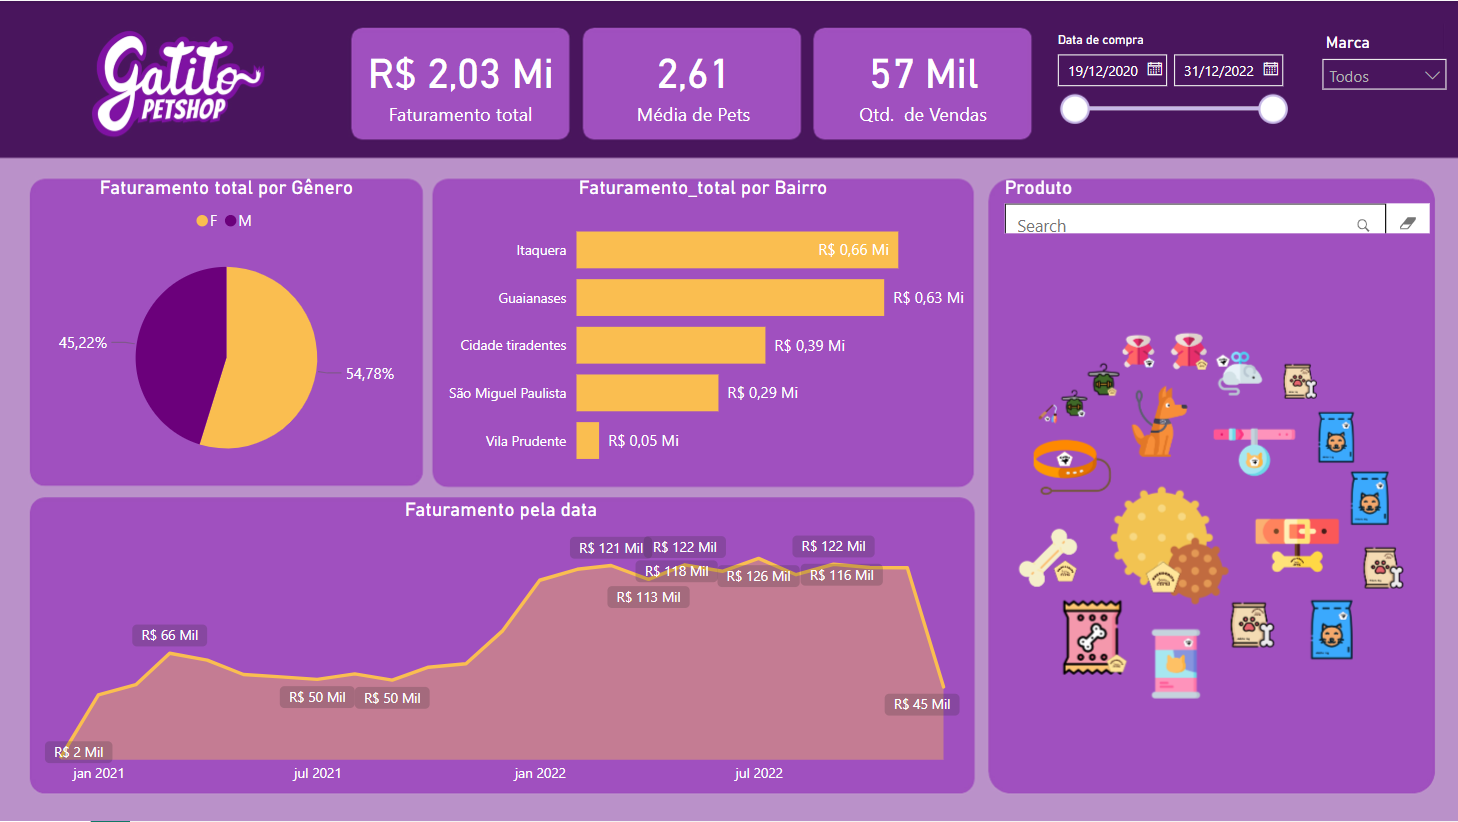 Gatito
PETSHOP
R$ 2,03 Mi
Faturamento total
2,61
Média de Pets
57 Mil
Qtd. de Vendas
Data de compra
19/12/2020
31/12/2022
Marca
Todos
Faturamento total por Gênero
F M
45,22%
54,78%
Faturamento_total por Bairro
Itaquera R$ 0,66 Mi
Guaianases R$ 0,63 Mi
Cidade tiradentes R$ 0,39 Mi
São Miguel Paulista R$ 0,29 Mi
Vila Prudente R$ 0,05 Mi
Produto
Search
Faturamento pela data
R$ 2 Mil
R$ 66 Mil
R$ 50 Mil
R$ 50 Mil
R$ 121 Mil
R$ 113 Mil
R$ 122 Mil
R$ 118 Mil
R$ 126 Mil
R$ 122 Mil
R$ 116 Mil
R$ 45 Mil
jan 2021
jul 2021
jan 2022
jul 2022